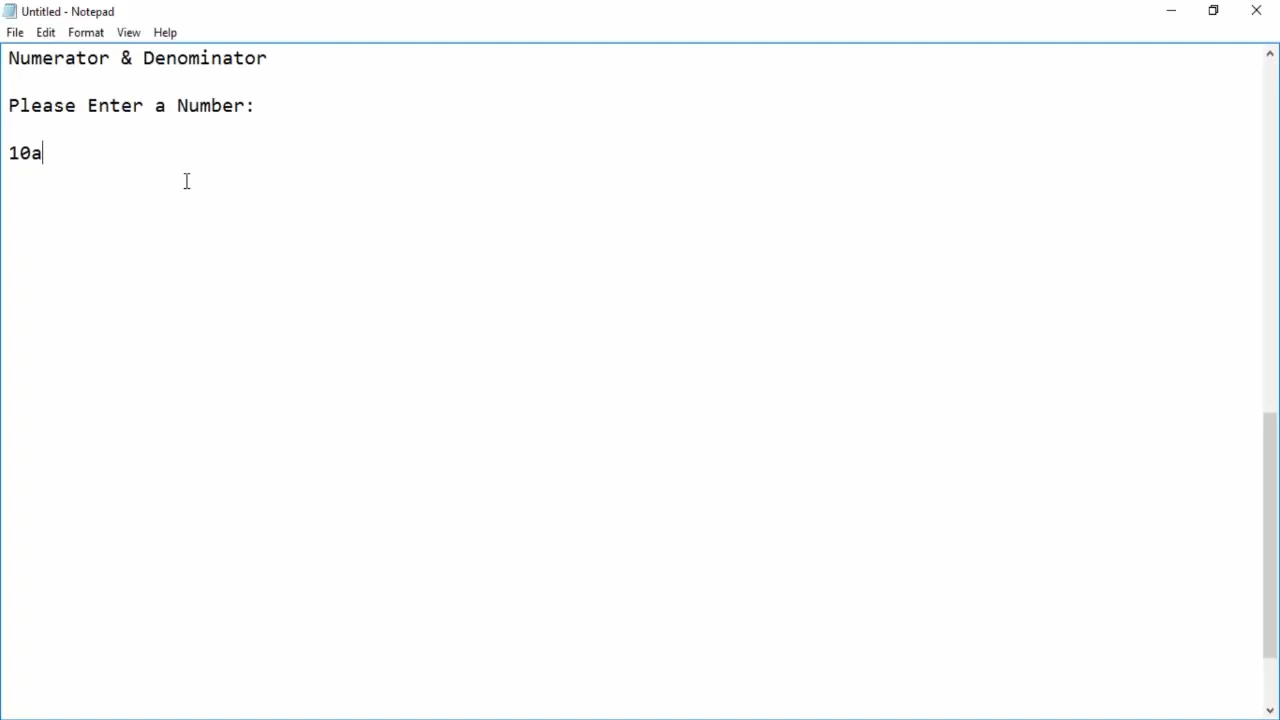 Untitled - Notepad
File Edit Format View Help
Numerator & Denominator
Please Enter a Number:
10a